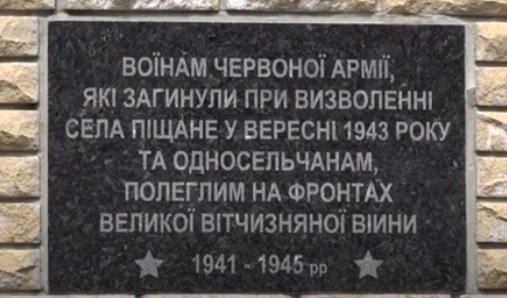 ВОЇНАМ ЧЕРВОНОЇ АРМІЇ,
ЯКІ ЗАГИНУЛИ ПРИ ВИЗВОЛЕННІ
СЕЛА ПІЩАНЕ У ВЕРЕСНІ 1943 РОКУ
ТА ОДНОСЕЛЬЧАНАМ,
ПОЛЕГЛИМ НА ФРОНТАХ
ВЕЛИКОЇ ВІТЧИЗНЯНОЇ ВІИНИ
1941 - 1945 рр